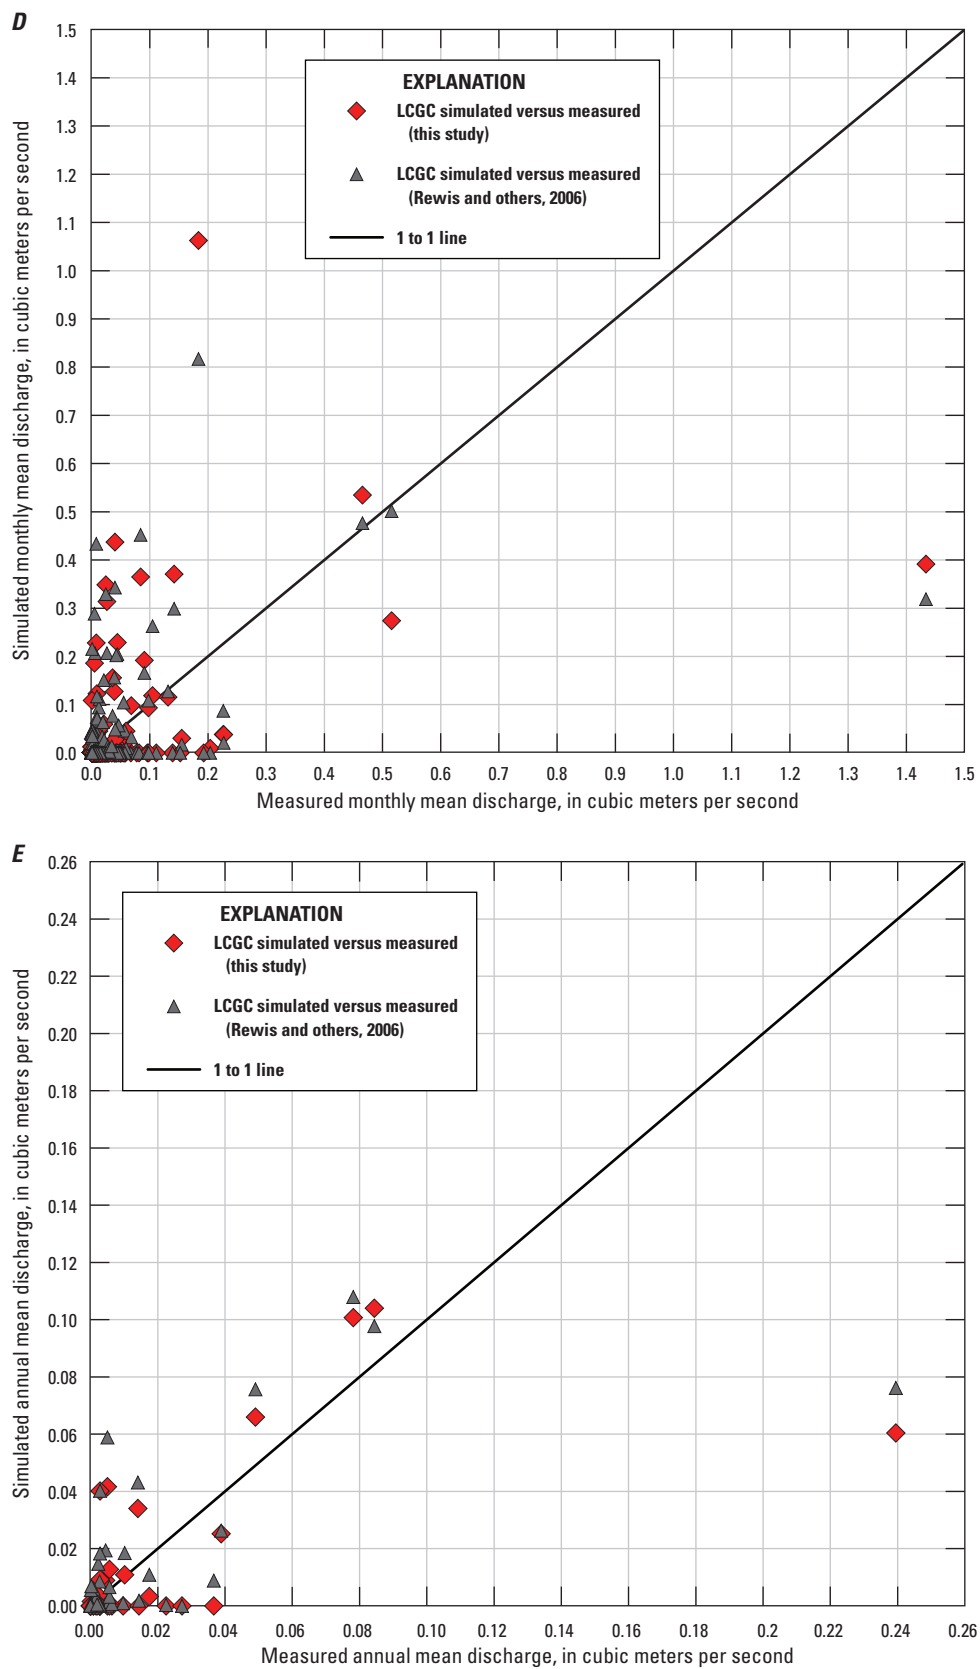 D
1.5
1.4
1.3
1.2
1.1
1.0
0.9
0.8
0.7
0.6
0.5
0.4
0.3
0.2
0.1
0.0
Simulated monthly mean discharge, in cubic meters per second
EXPLANATION
LCGC simulated versus measured
(this study)
LCGC simulated versus measured
(Rewis and others, 2006)
1 to 1 line
0.0 0.1 0.2 0.3 0.4 0.5 0.6 0.7 0.8 0.9 1.0 1.1 1.2 1.3 1.4 1.5
Measured monthly mean discharge, in cubic meters per second
E
0.26
0.24
0.22
0.20
0.18
0.16
0.14
0.12
0.10
0.08
0.06
0.04
0.02
0.00
Simulated annual mean discharge, in cubic meters per second
EXPLANATION
LCGC simulated versus measured
(this study)
LCGC simulated versus measured
(Rewis and others, 2006)
1 to 1 line
0.00 0.02 0.04 0.06 0.08 0.10 0.12 0.14 0.16 0.18 0.20 0.22 0.24 0.26
Measured annual mean discharge, in cubic meters per second